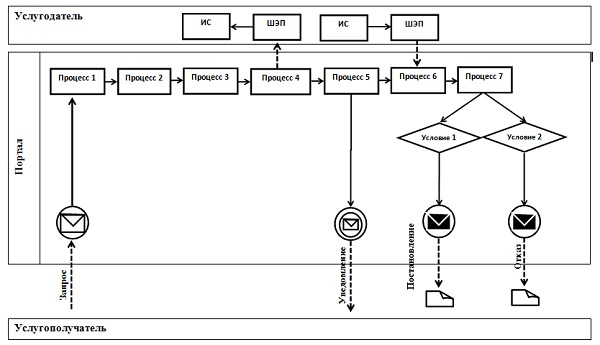 Услугодатель
ИС
ШЭП
ИС
ШЭП
Портал
Процесс 1
Процесс 2
Процесс 3
Процесс 4
Процесс 5
Процесс 6
Процесс 7
Условие 1
Условие 2
Запрос
Уведомление
Постановление
Отказ
Услугополучатель